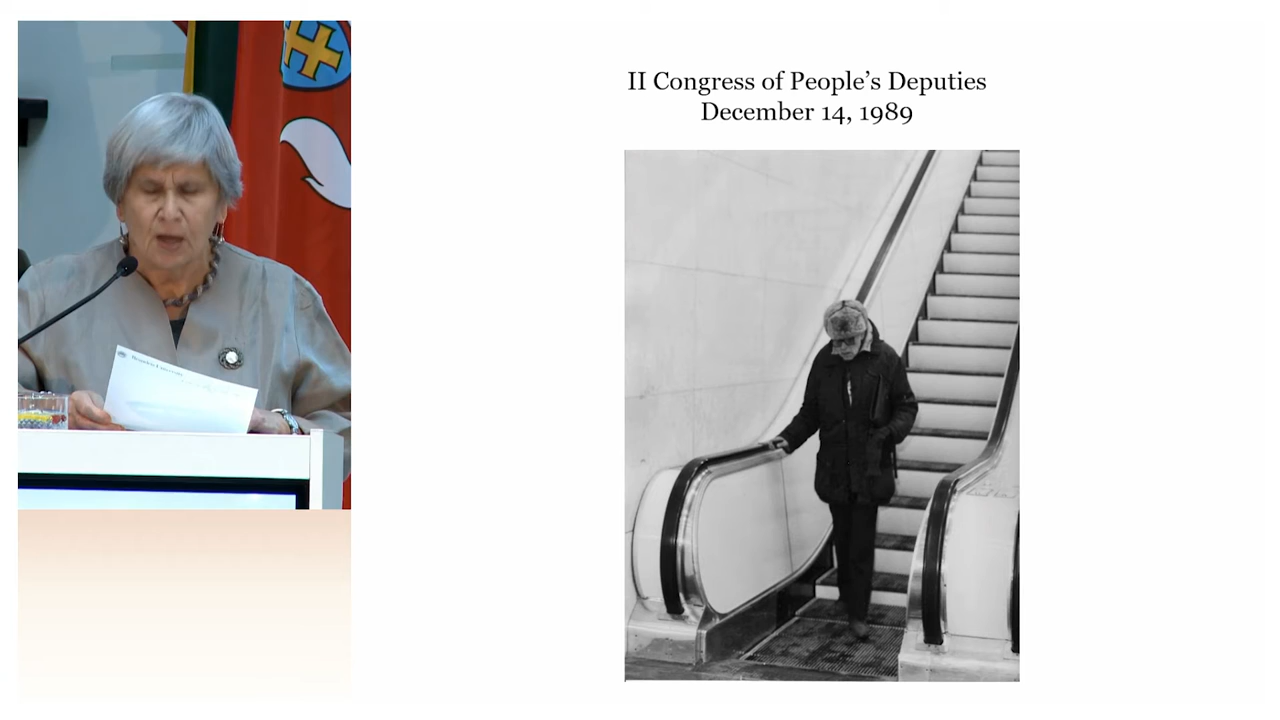 II Congress of People’s Deputies
December 14, 1989